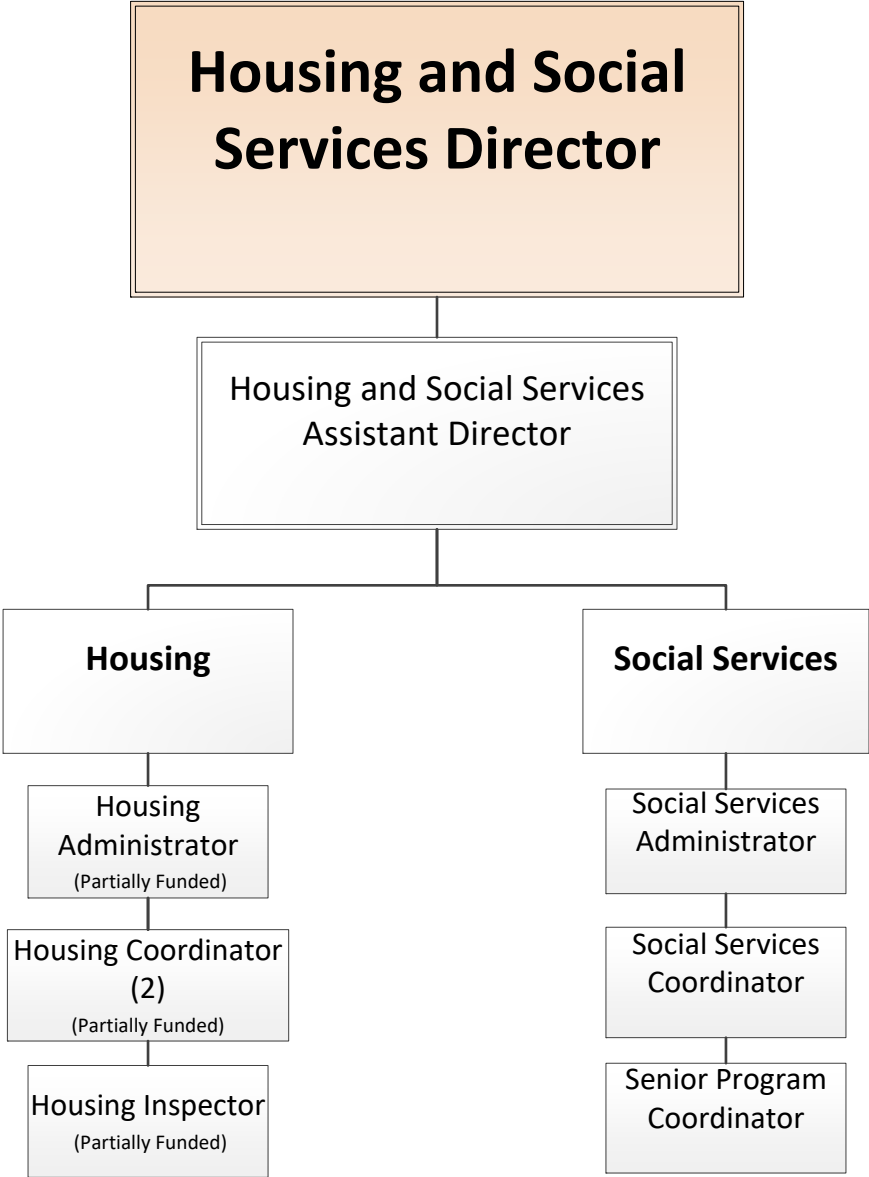 Housing and Social
Services Director
Housing and Social Services
Assistant Director
Housing
Social Services
Housing
Administrator
(Partially Funded)
Social Services
Administrator
Housing Coordinator
(2)
(Partially Funded)
Social Services
Coordinator
Housing Inspector
(Partially Funded)
Senior Program
Coordinator